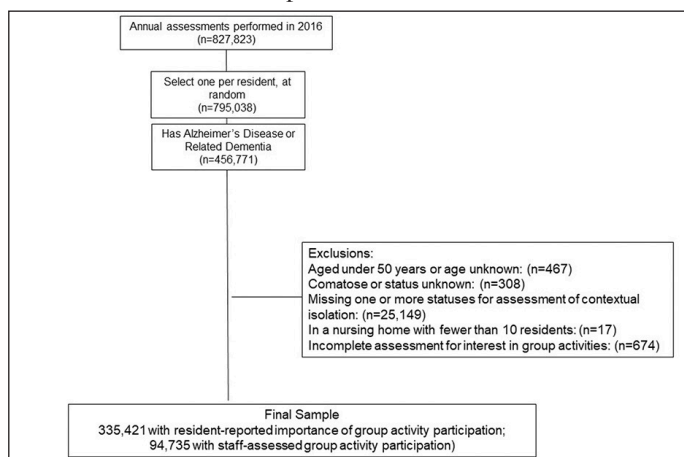 Annual assessments performed in 2016
(n=827,823)
Select one per resident, at
random
(n=795,038)
Has Alzheimer's Disease or
Related Dementia
(n=456,771)
Exclusions:
Aged under 50 years or age unknown: (n=467)
Comatose or status unknown: (n=308)
Missing one or more statuses for assessment of contextual
isolation: (n=25,149)
In a nursing home with fewer than 10 residents: (n=17)
Incomplete assessment for interest in group activities: (n=674)
Final Sample
335,421 with resident-reported importance of group activity participation;
94,735 with staff-assessed group activity participation)